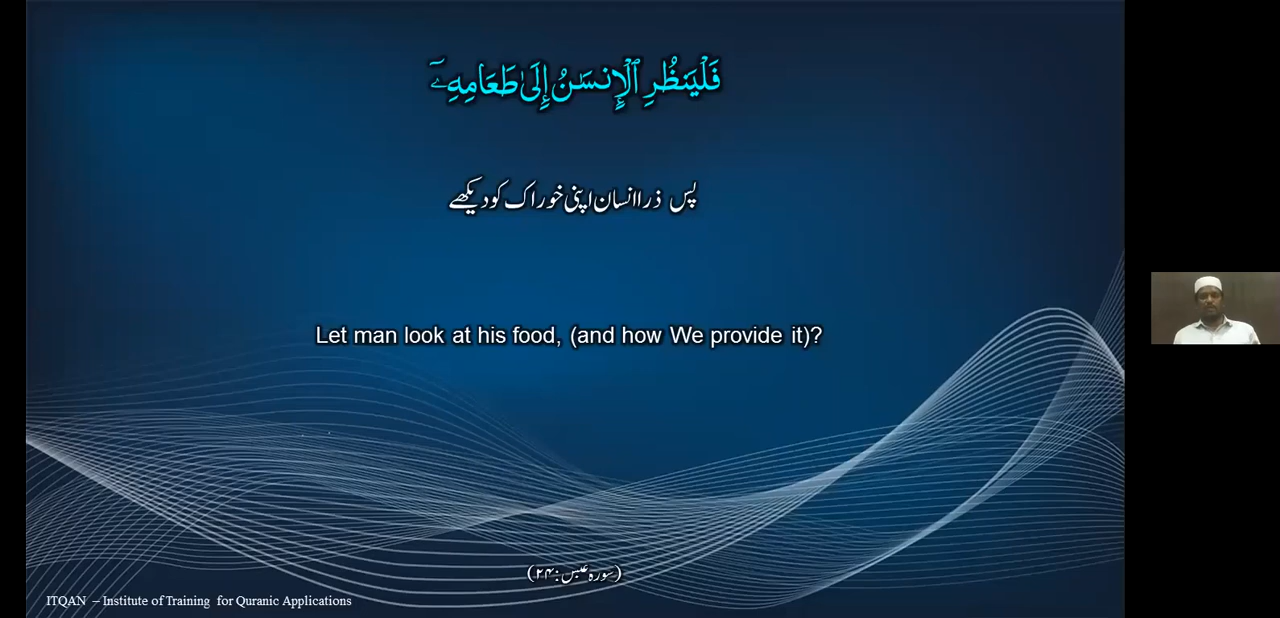 فَلْيَنظُرِ ٱلْإِنسَـٰنُ إِلَىٰ طَعَامِهِۦٓ
پس ذرا انسان اپنی خوراک کو دیکھے
Let man look at his food, (and how We provide it)?
(سورہ عبس: ۲۴)
ITQAN – Institute of Training for Quranic Applications